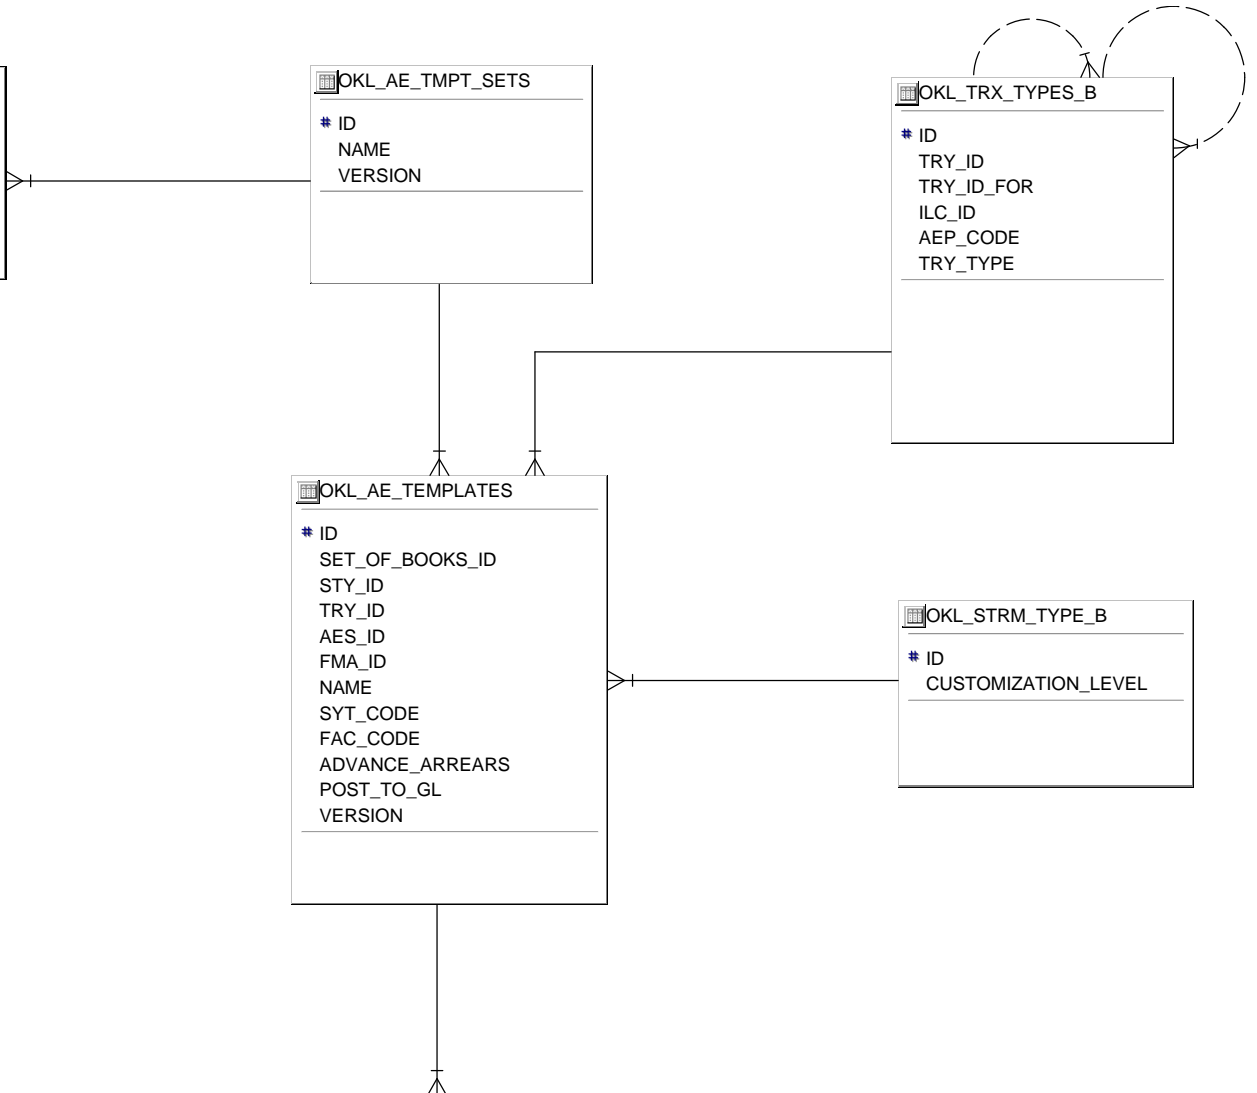 OKL_AE_TMPT_SETS
# ID
NAME
VERSION
OKL_TRX_TYPES_B
# ID
TRY_ID
TRY_ID_FOR
ILC_ID
AEP_CODE
TRY_TYPE
OKL_AE_TEMPLATES
# ID
SET_OF_BOOKS_ID
STY_ID
TRY_ID
AES_ID
FMA_ID
NAME
SYT_CODE
FAC_CODE
ADVANCE_ARREARS
POST_TO_GL
VERSION
OKL_STRM_TYPE_B
# ID
CUSTOMIZATION_LEVEL